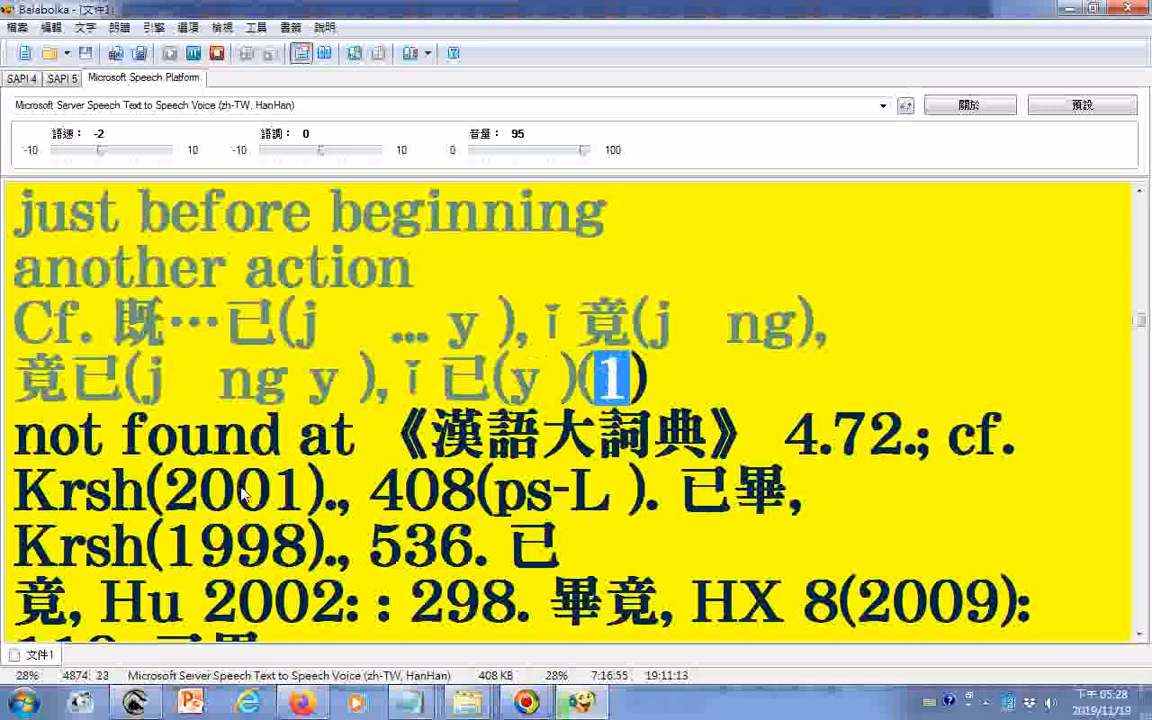 Balabolka - [文件1]
檔案 編輯 文字 朗讀 引擎 選項 檢視 工具 書籤 說明
SAPI 4 SAPI 5 Microsoft Speech Platform
Microsoft Server Speech Text to Speech Voice (zh-TW, HanHan) 關於 預設
語速： -2 語調： 0 音量： 95
-10 10 -10 10 0 100
just before beginning
another action
Cf. 既…已(j ... y ), ǐ 竟(j ng),
竟已(j ng y ), ǐ 已(y )(1)
not found at 《漢語大詞典》 4.72.; cf.
Krsh(2001)., 408(ps-L ). 已畢,
Krsh(1998)., 536. 已
竟, Hu 2002: : 298. 畢竟, HX 8(2009):
文件1
28% 4874 : 23 Microsoft Server Speech Text to Speech Voice (zh-TW, HanHan) 408 KB 28% 7:16:55 19:11:13
下午 05:28
2019/11/19